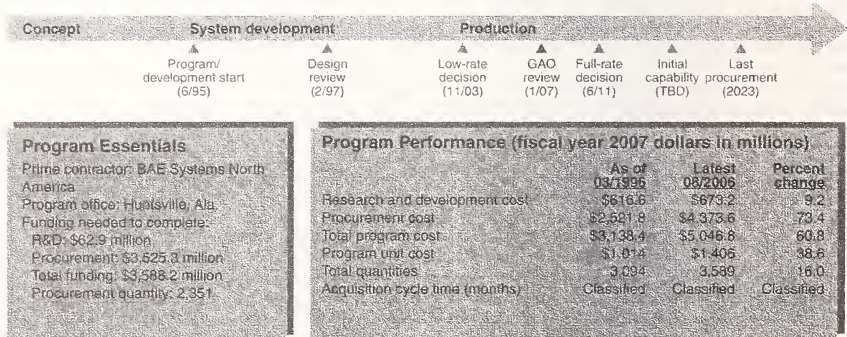 Concept System development Production
Program/
development start
(6/95)
Design
review
(2/97)
Low-rate
decision
(11/03)
GAO
review
(1/07)
Full-rate
decision
(6/11)
Initial
capability
(TBD)
Last
procurement
(2023)
Program Essentials
Prime contractor: BAE Systems North
America
Program office: Huntsville, Ala.
Funding needed to complete:
R&D: $62.9 million
Procurement: $3,525.3 million
Total funding: $3,588.2 million
Procurement quantity: 2,351
Program Performance (fiscal year 2007 dollars in millions)
As of Latest Percent
03/1996 08/2006 change
Research and development cost $616.6 $673.2 9.2
Procurement cost $2,521.8 $4,373.6 73.4
Total program cost $3,138.4 $5,046.8 60.8
Program unit cost $1.014 $1.406 38.6
Total quantities 3,094 3,589 16.0
Acquisition cycle time (months) Classified Classified Classified